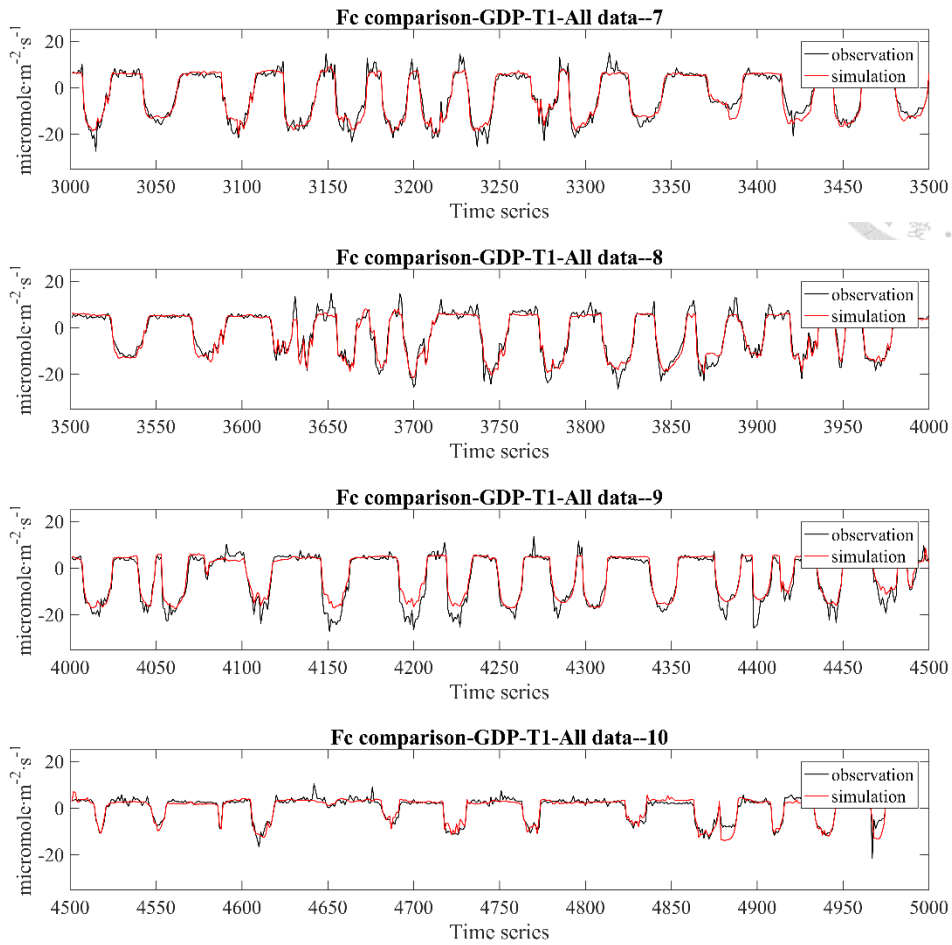 Fc comparison-GDP-T1-All data--7
micromole·m⁻²·s⁻¹
20
0
-20
observation
simulation
3000 3050 3100 3150 3200 3250 3300 3350 3400 3450 3500
Time series
Fc comparison-GDP-T1-All data--8
micromole·m⁻²·s⁻¹
20
0
-20
observation
simulation
3500 3550 3600 3650 3700 3750 3800 3850 3900 3950 4000
Time series
Fc comparison-GDP-T1-All data--9
micromole·m⁻²·s⁻¹
20
0
-20
observation
simulation
4000 4050 4100 4150 4200 4250 4300 4350 4400 4450 4500
Time series
Fc comparison-GDP-T1-All data--10
micromole·m⁻²·s⁻¹
20
0
-20
observation
simulation
4500 4550 4600 4650 4700 4750 4800 4850 4900 4950 5000
Time series